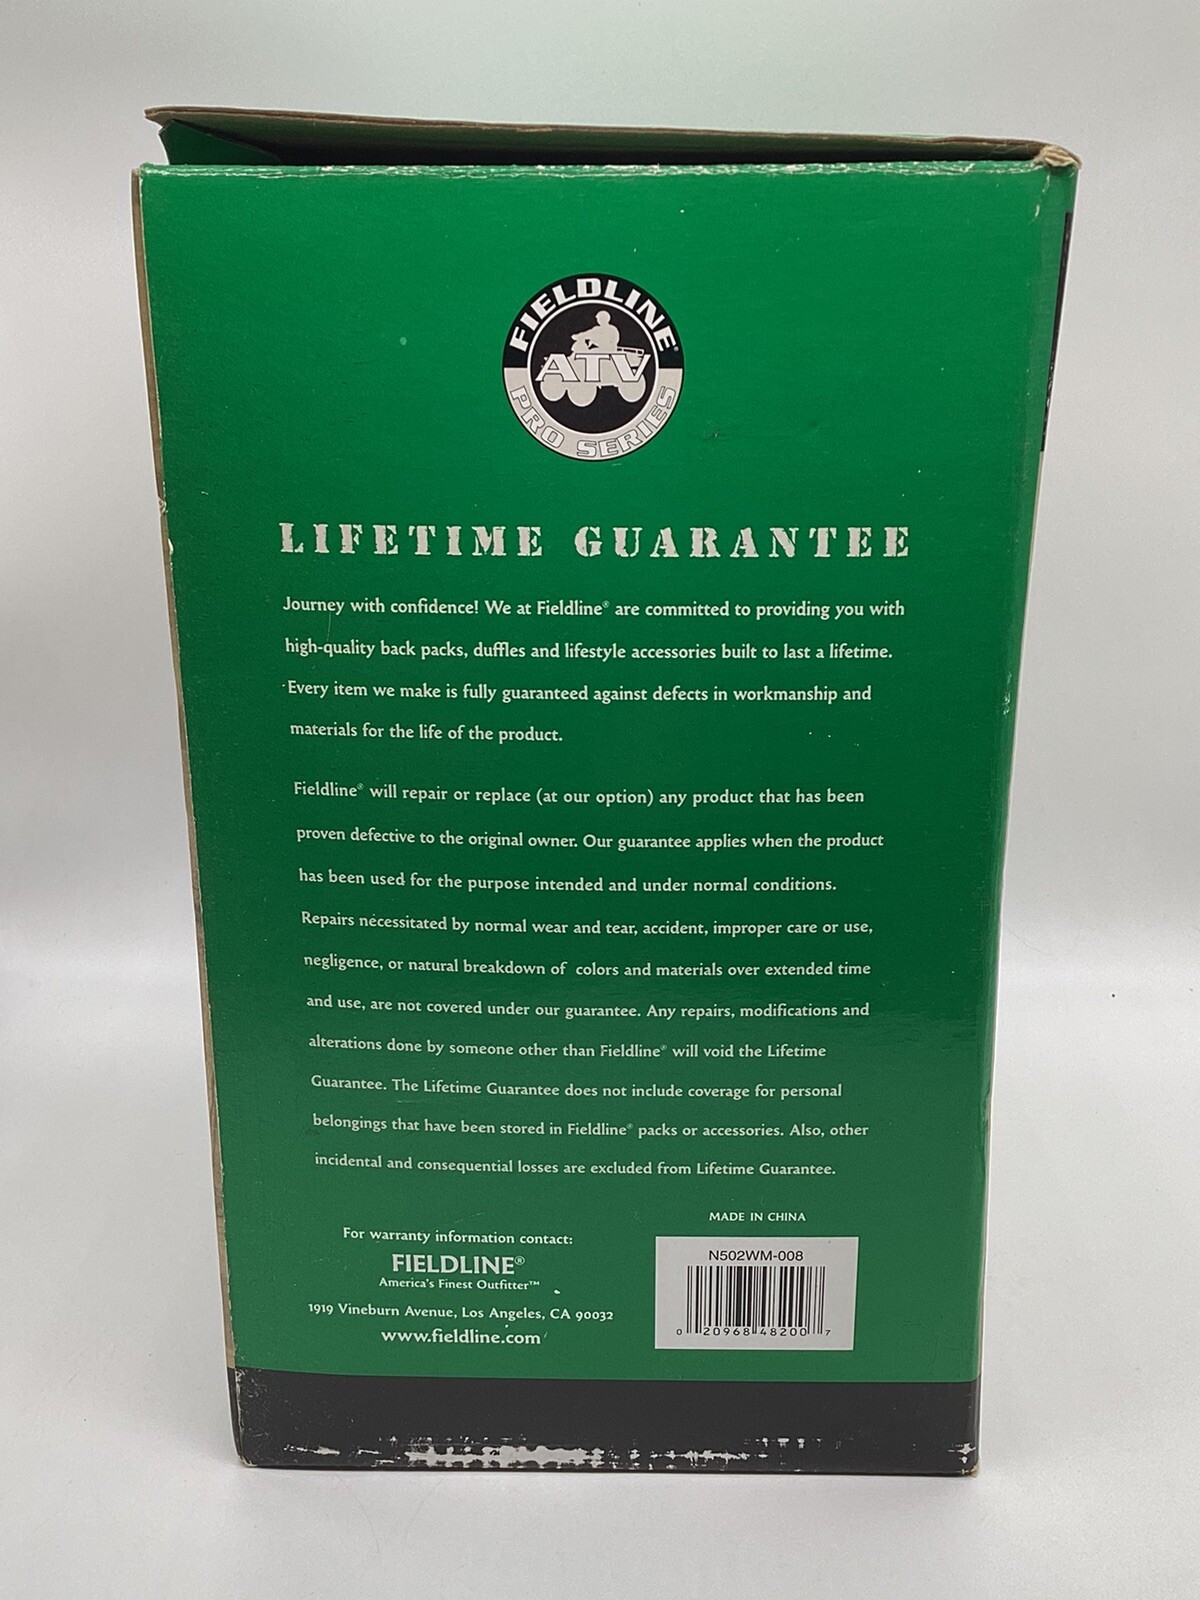 FIELDLINE®
ATV
PRO SERIES
LIFETIME GUARANTEE
Journey with confidence! We at Fieldline® are committed to providing you with
high-quality back packs, duffles and lifestyle accessories built to last a lifetime.
Every item we make is fully guaranteed against defects in workmanship and
materials for the life of the product.
Fieldline® will repair or replace (at our option) any product that has been
proven defective to the original owner. Our guarantee applies when the product
has been used for the purpose intended and under normal conditions.
Repairs necessitated by normal wear and tear, accident, improper care or use,
negligence, or natural breakdown of colors and materials over extended time
and use, are not covered under our guarantee. Any repairs, modifications and
alterations done by someone other than Fieldline® will void the Lifetime
Guarantee. The Lifetime Guarantee does not include coverage for personal
belongings that have been stored in Fieldline® packs or accessories. Also, other
incidental and consequential losses are excluded from Lifetime Guarantee.
For warranty information contact:
FIELDLINE®
America's Finest Outfitter™
1919 Vineburn Avenue, Los Angeles, CA 90032
www.fieldline.com
MADE IN CHINA
N502WM-008
0 20968 48200 7